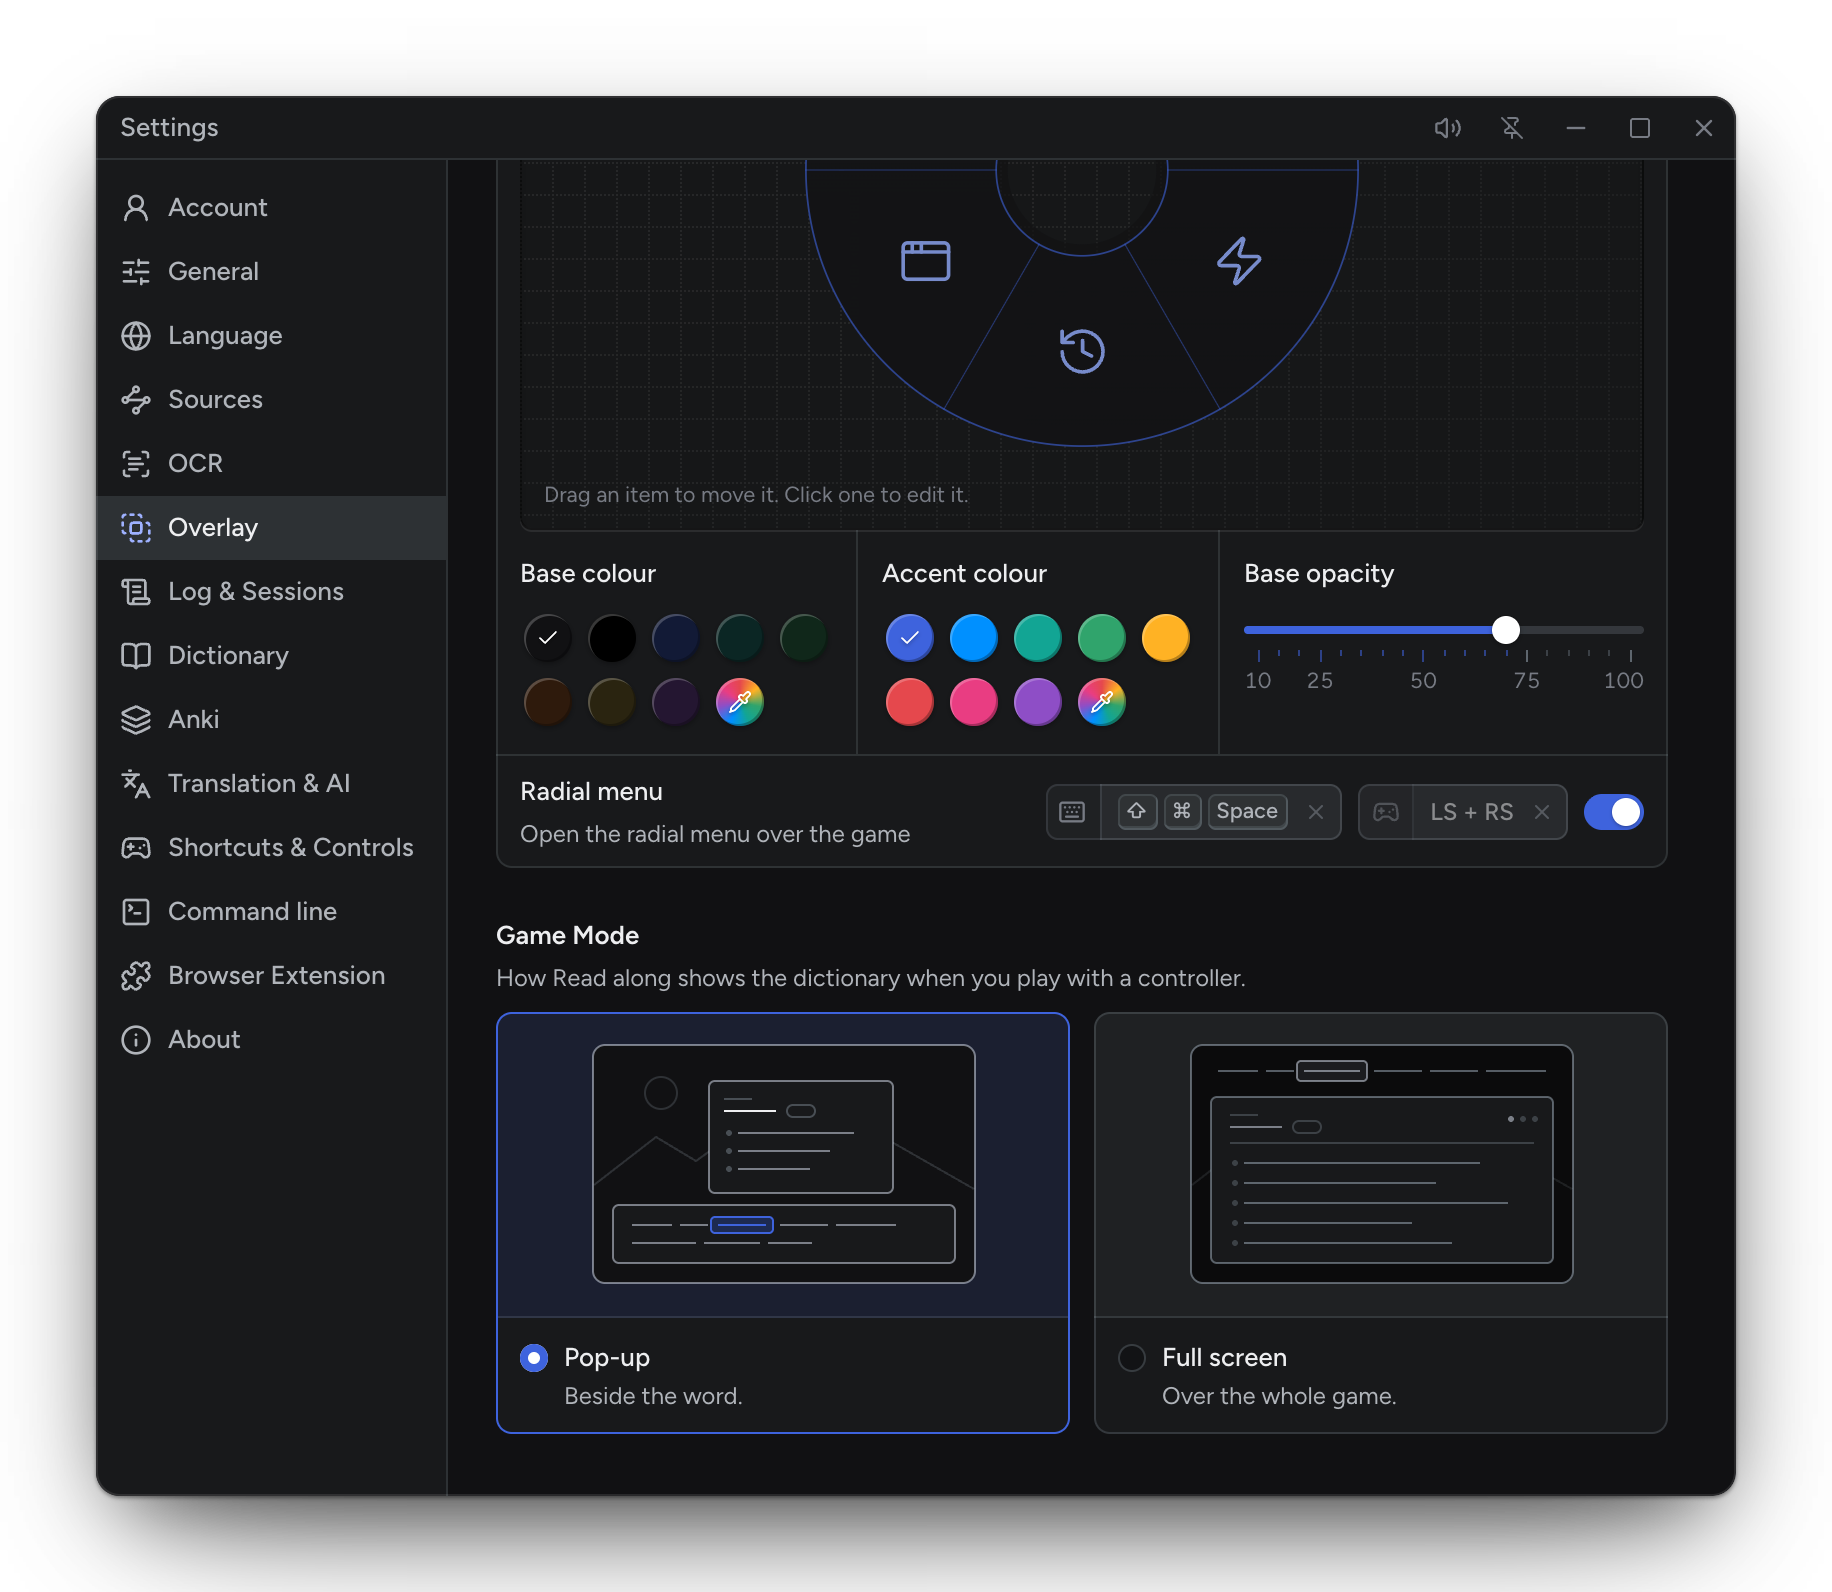 Settings
Account
General
Language
Sources
OCR
Overlay
Log & Sessions
Dictionary
Anki
Translation & AI
Shortcuts & Controls
Command line
Browser Extension
About
Drag an item to move it. Click one to edit it.
Base colour
Accent colour
Base opacity
10 25 50 75 100
Radial menu
Open the radial menu over the game
⇧ ⌘ Space
LS + RS
Game Mode
How Read along shows the dictionary when you play with a controller.
Pop-up
Beside the word.
Full screen
Over the whole game.